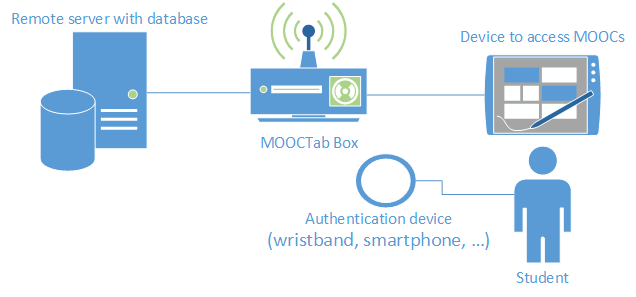 Remote server with database
Device to access MOOCs
MOOCTab Box
Authentication device
(wristband, smartphone, ...)
Student